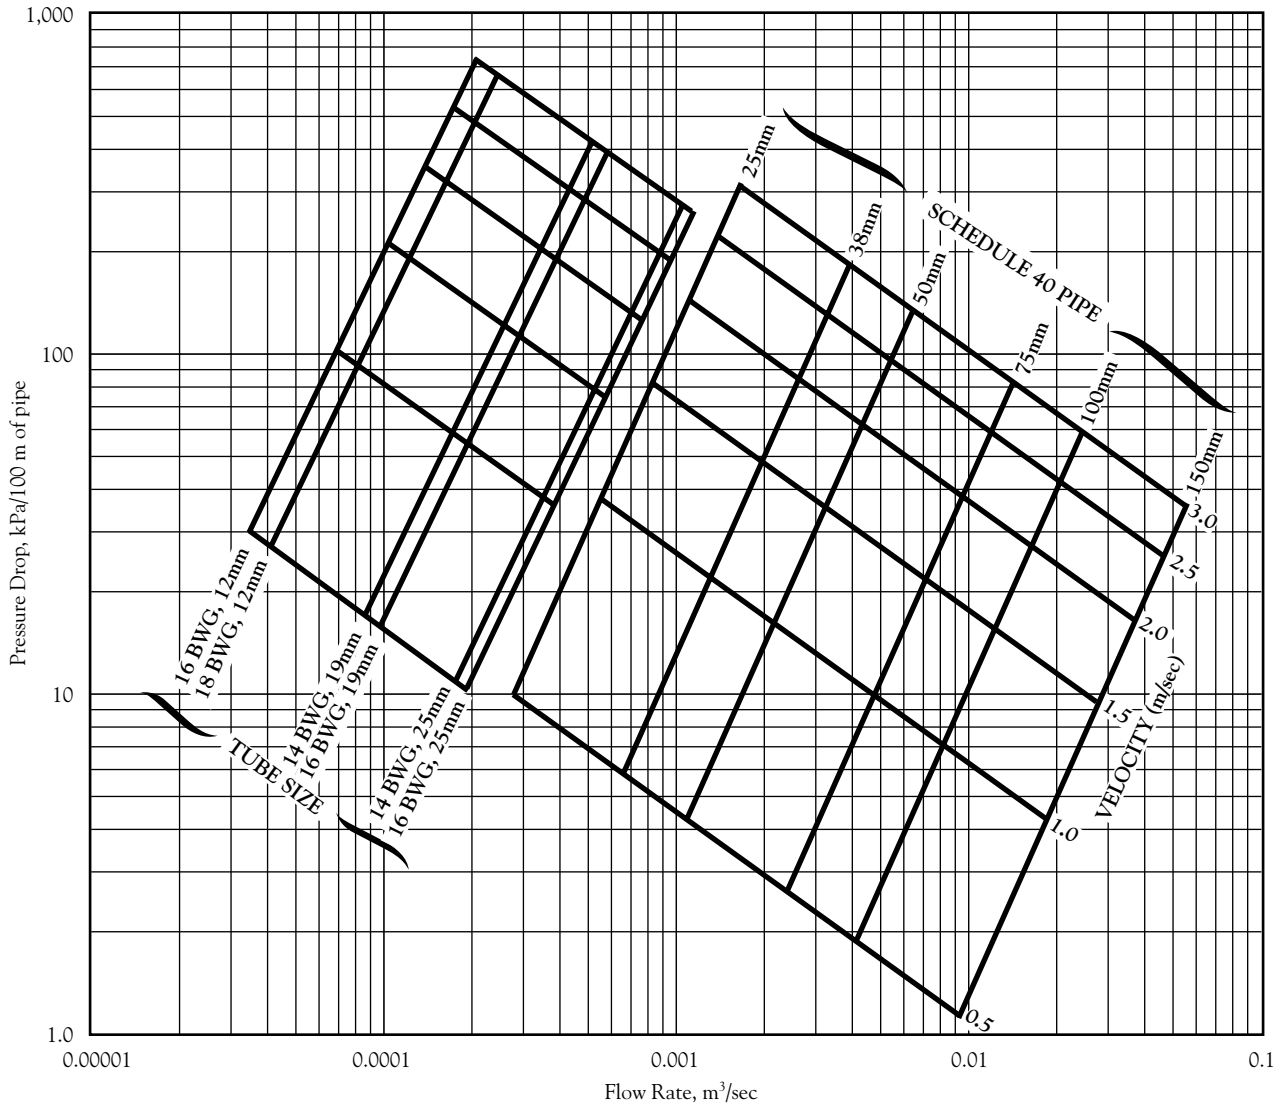 1,000
100
10
1.0
Pressure Drop, kPa/100 m of pipe
0.00001
0.0001
0.001
0.01
0.1
Flow Rate, m³/sec
16 BWG, 12mm
18 BWG, 12mm
14 BWG, 19mm
16 BWG, 19mm
14 BWG, 25mm
16 BWG, 25mm
TUBE SIZE
25mm
38mm
50mm
75mm
100mm
150mm
SCHEDULE 40 PIPE
3.0
2.5
2.0
1.5
1.0
0.5
VELOCITY (m/sec)